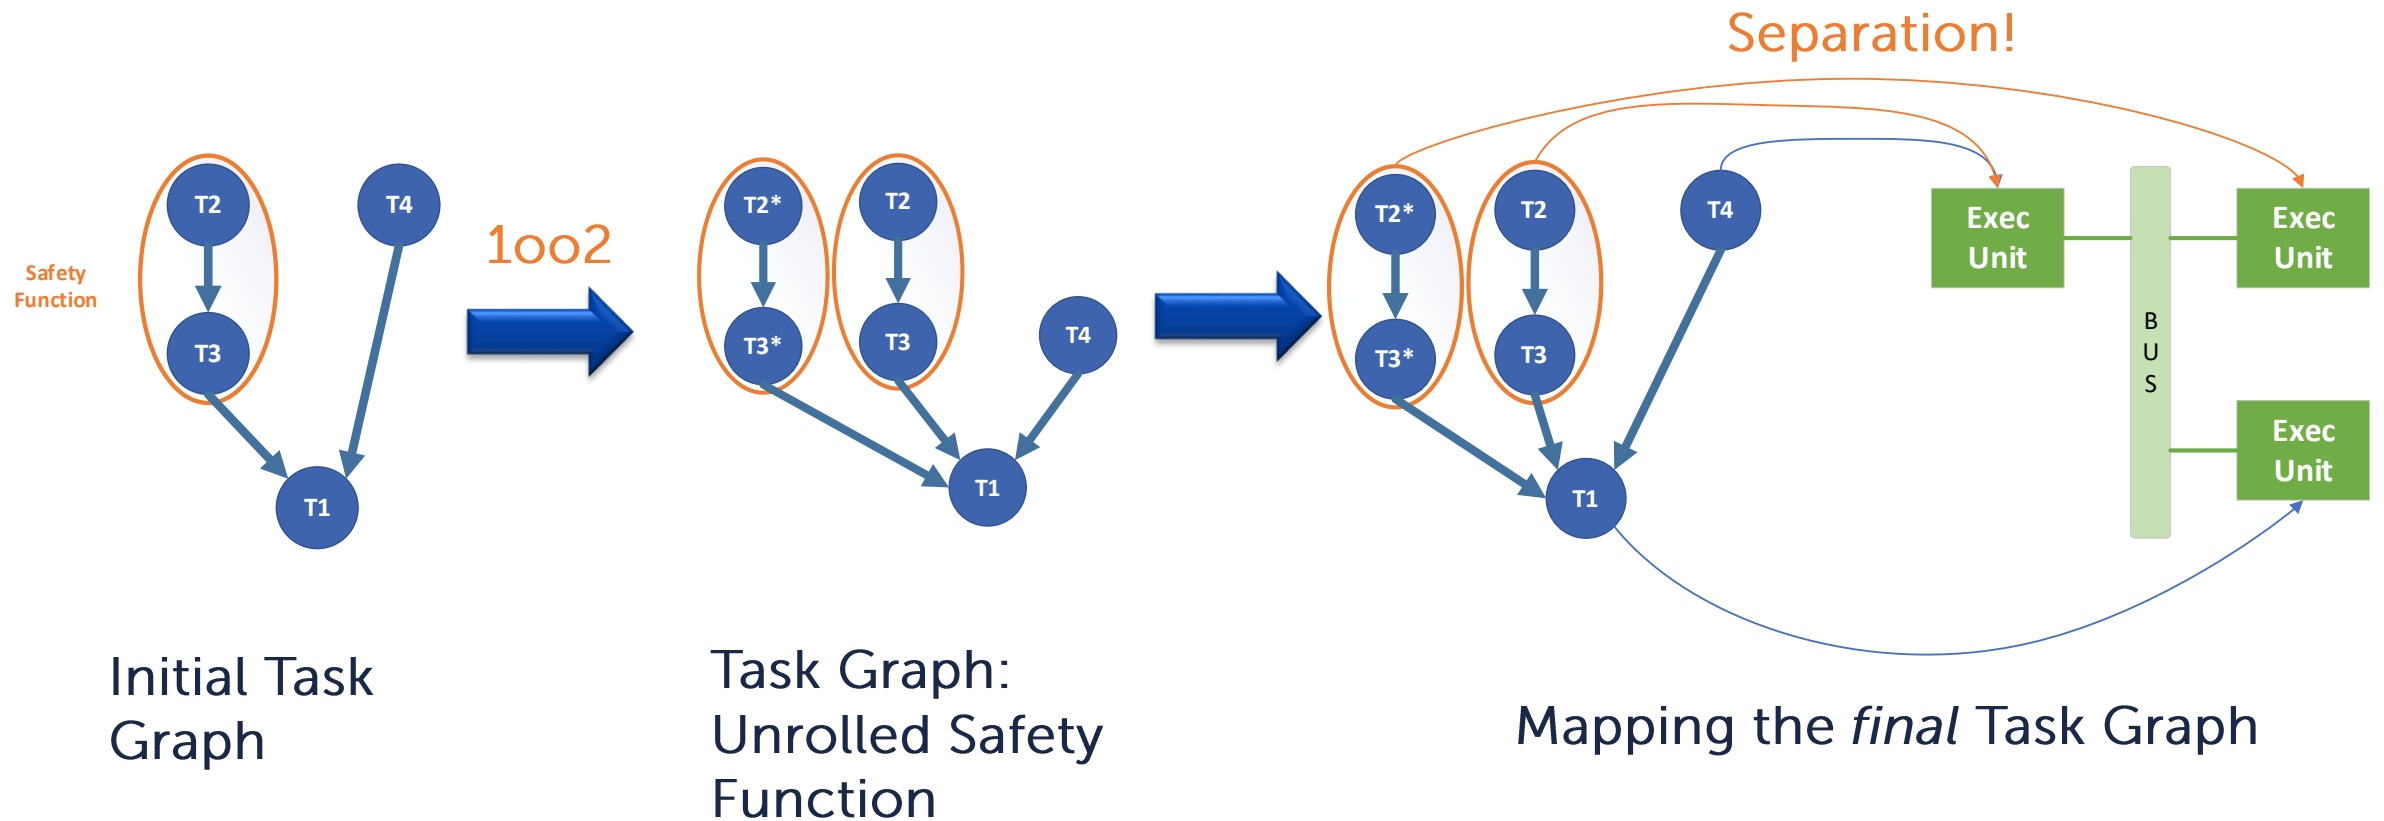 Separation!
T2
T4
Safety
Function
T3
T1
1oo2
T2*
T2
T3*
T3
T4
T1
T2*
T2
T4
T3*
T3
T1
Exec
Unit
Exec
Unit
B
U
S
Exec
Unit
Initial Task
Graph
Task Graph:
Unrolled Safety
Function
Mapping the final Task Graph